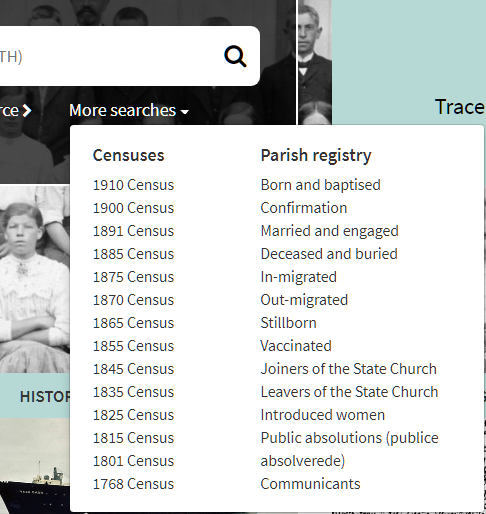 TH)
rce
More searches
Trace
Censuses
1910 Census
1900 Census
1891 Census
1885 Census
1875 Census
1870 Census
1865 Census
1855 Census
1845 Census
1835 Census
1825 Census
1815 Census
1801 Census
1768 Census
Parish registry
Born and baptised
Confirmation
Married and engaged
Deceased and buried
In-migrated
Out-migrated
Stillborn
Vaccinated
Joiners of the State Church
Leavers of the State Church
Introduced women
Public absolutions (publice
absolverede)
Communicants
HISTOR